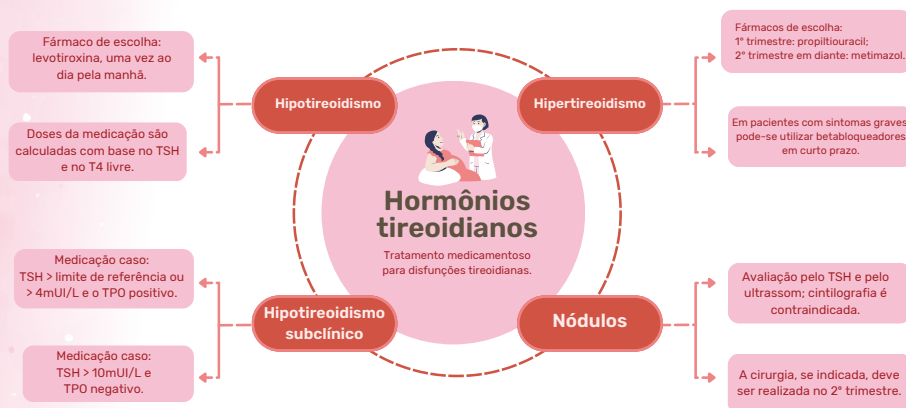 Fármaco de escolha:
levotiroxina, uma vez ao
dia pela manhã.
Doses da medicação são
calculadas com base no TSH
e no T4 livre.
Hipotireoidismo
Hipertireoidismo
Fármacos de escolha:
1º trimestre: propiltiouracil;
2º trimestre em diante: metimazol.
Em pacientes com sintomas graves
pode-se utilizar betabloqueadores
em curto prazo.
Hormônios
tireoidianos
Tratamento medicamentoso
para disfunções tireoidianas.
Medicação caso:
TSH > limite de referência ou
> 4mUI/L e o TPO positivo.
Medicação caso:
TSH > 10mUI/L e
TPO negativo.
Hipotireoidismo
subclínico
Nódulos
Avaliação pelo TSH e pelo
ultrassom; cintilografia é
contraindicada.
A cirurgia, se indicada, deve
ser realizada no 2º trimestre.